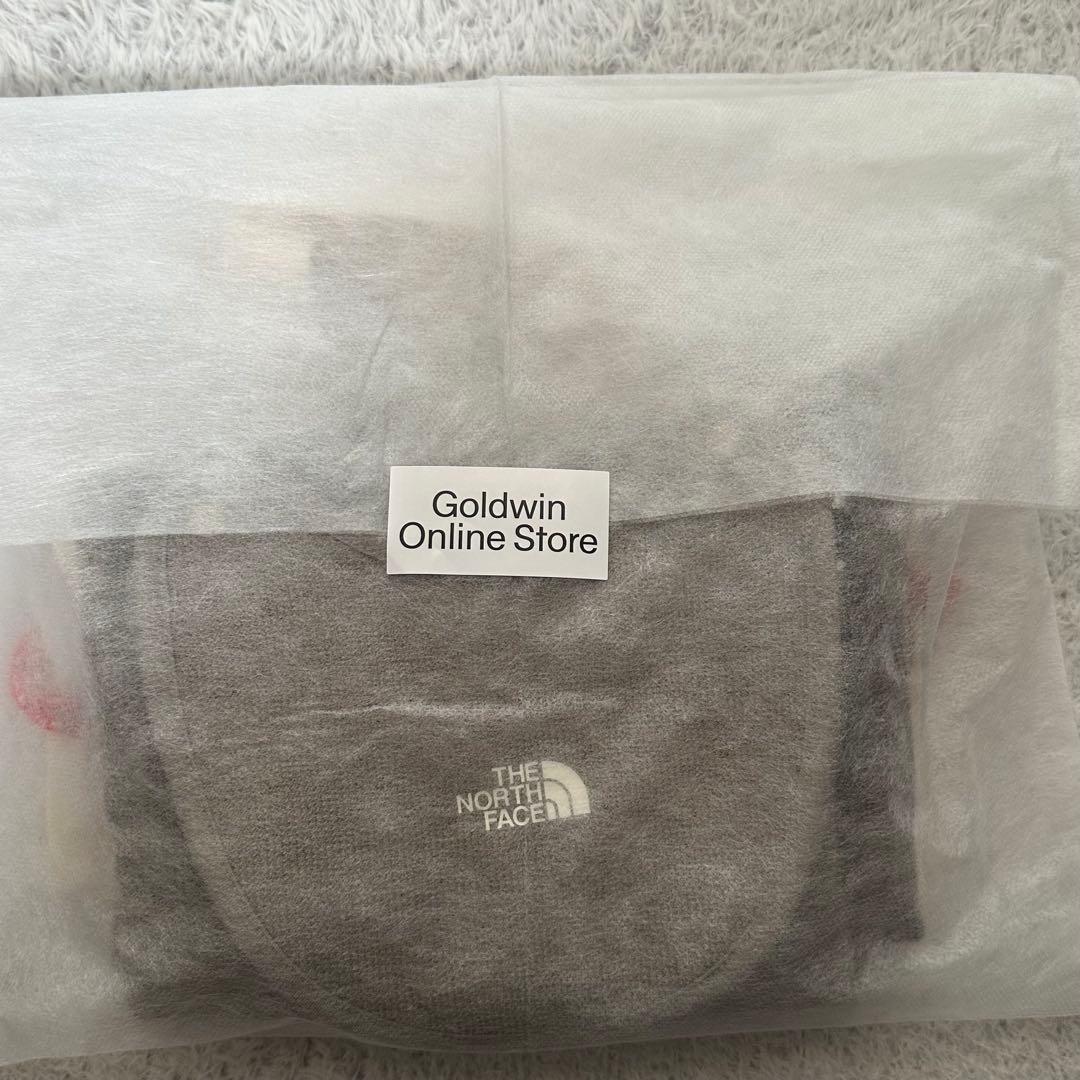 Goldwin
Online Store
THE
NORTH
FACE